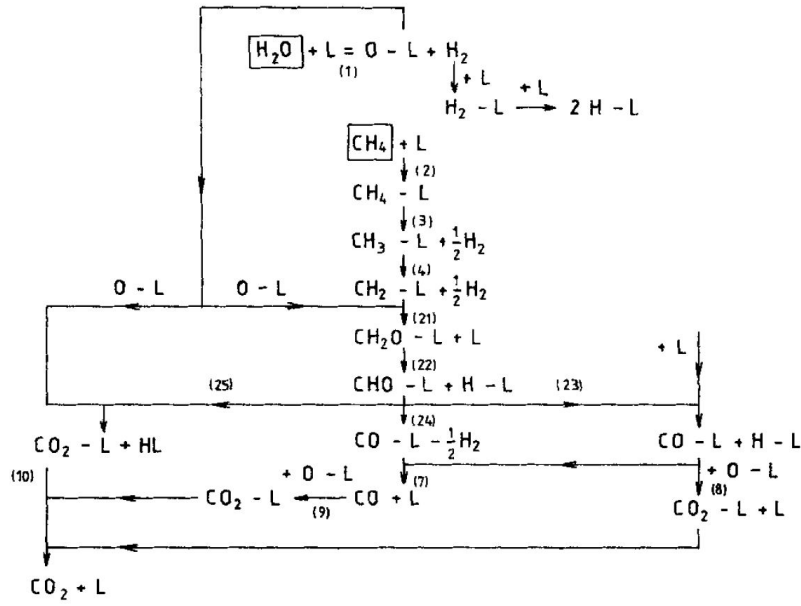 H₂O + L = O – L + H₂
(1)
+ L
+ L
H₂ – L → 2 H – L
CH₄ + L
(2)
CH₄ – L
(3)
CH₃ – L + ½H₂
(4)
O – L O – L CH₂ – L + ½H₂
(21)
CH₂O – L + L
+ L
(22)
CHO – L + H – L
(25) (23)
(24)
CO₂ – L + HL CO – L – ½H₂ CO – L + H – L
(10) + O – L (7) + O – L
(8)
CO₂ – L ← CO + L CO₂ – L + L
(9)
CO₂ + L